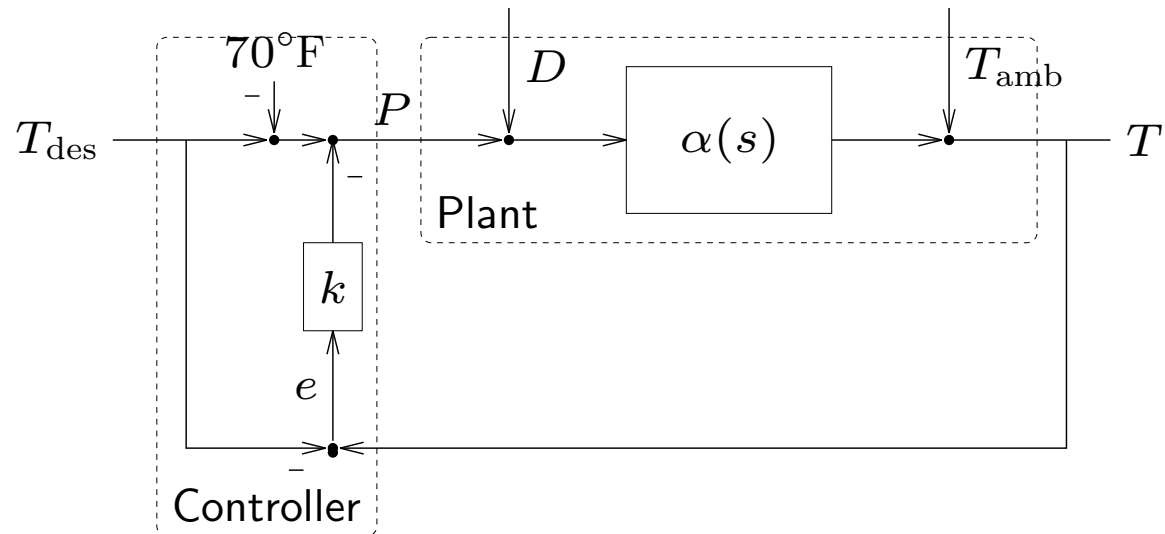 70°F
–
P
D
T_amb
T_des
α(s)
T
–
Plant
k
e
–
Controller